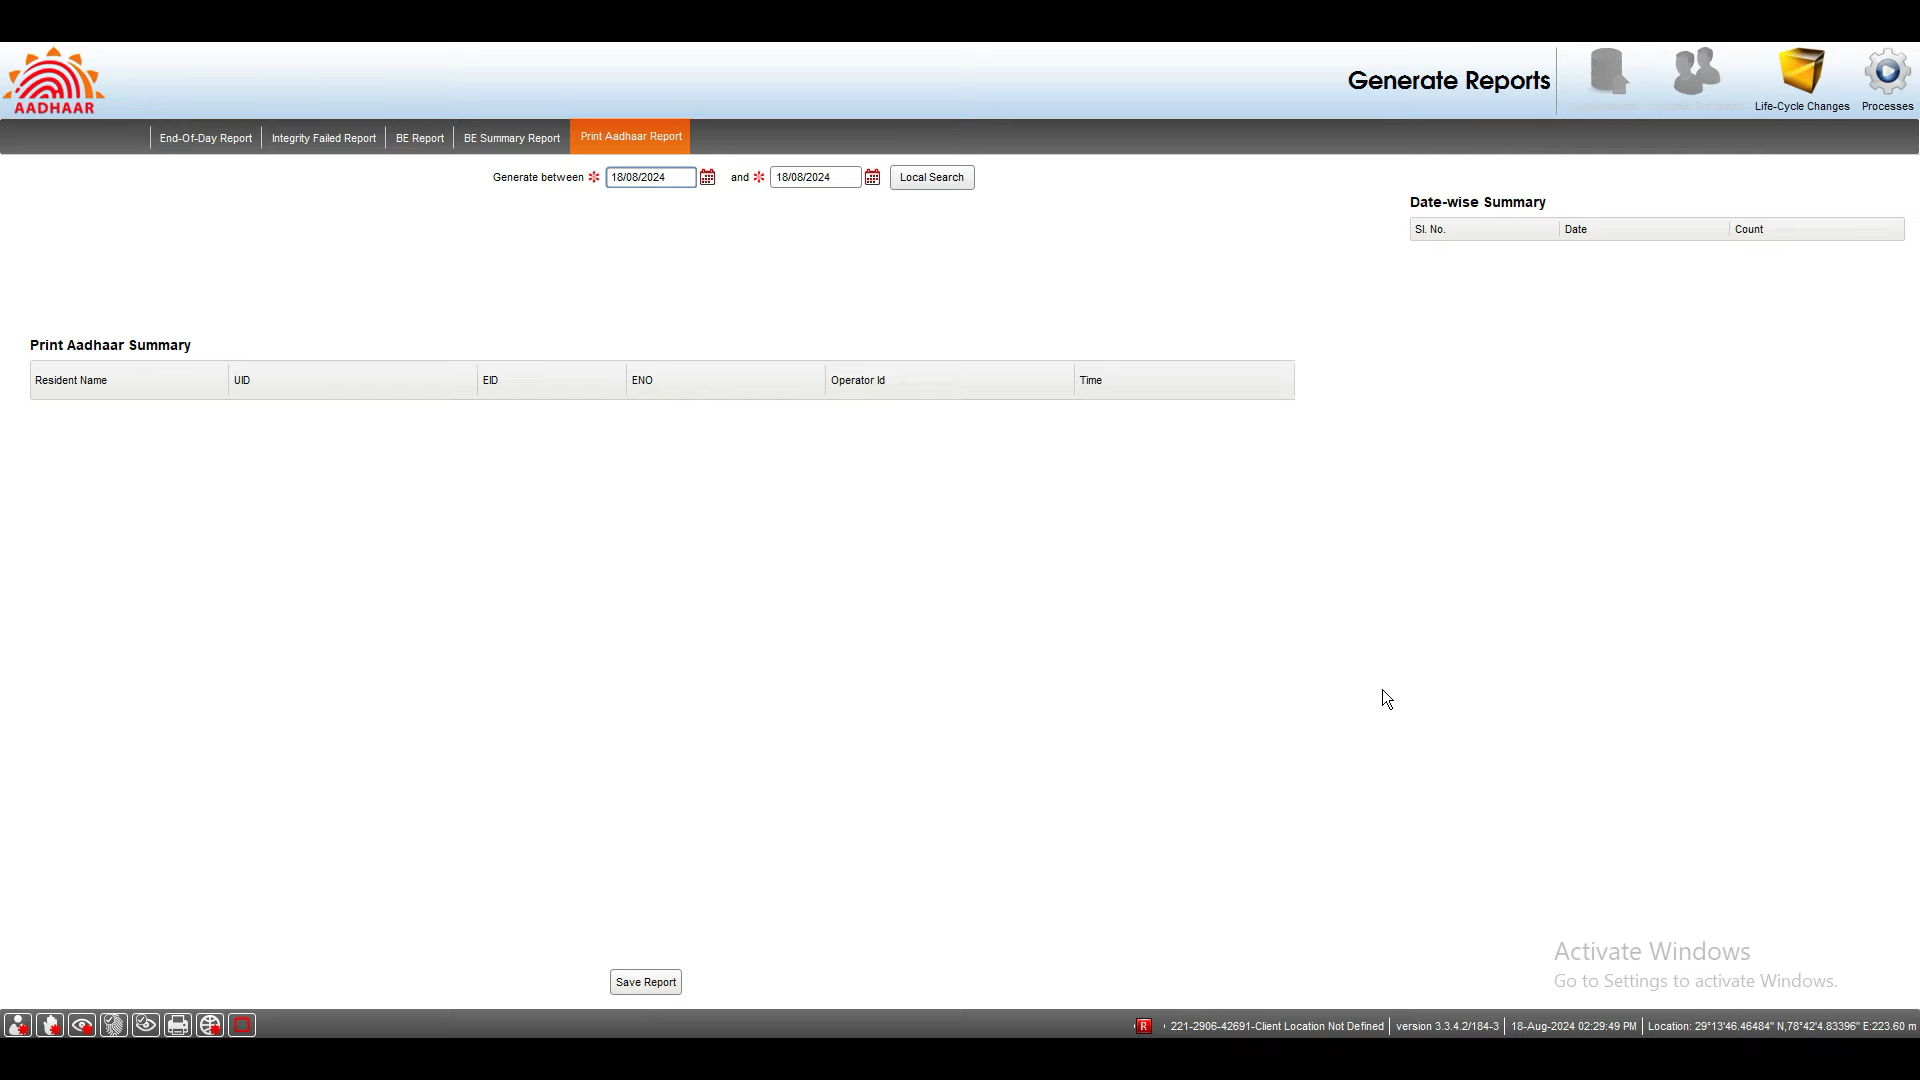 AADHAAR
Generate Reports
Life-Cycle Changes
Processes
End-Of-Day Report
Integrity Failed Report
BE Report
BE Summary Report
Print Aadhaar Report
Generate between * 18/08/2024 and * 18/08/2024 Local Search
Date-wise Summary
Sl. No. Date Count
Print Aadhaar Summary
Resident Name UID EID ENO Operator Id Time
Activate Windows
Go to Settings to activate Windows.
Save Report
R 221-2906-42691-Client Location Not Defined version 3.3.4.2/184-3 18-Aug-2024 02:29:49 PM Location: 29°13'46.46484" N,78°42'4.83396" E:223.60 m